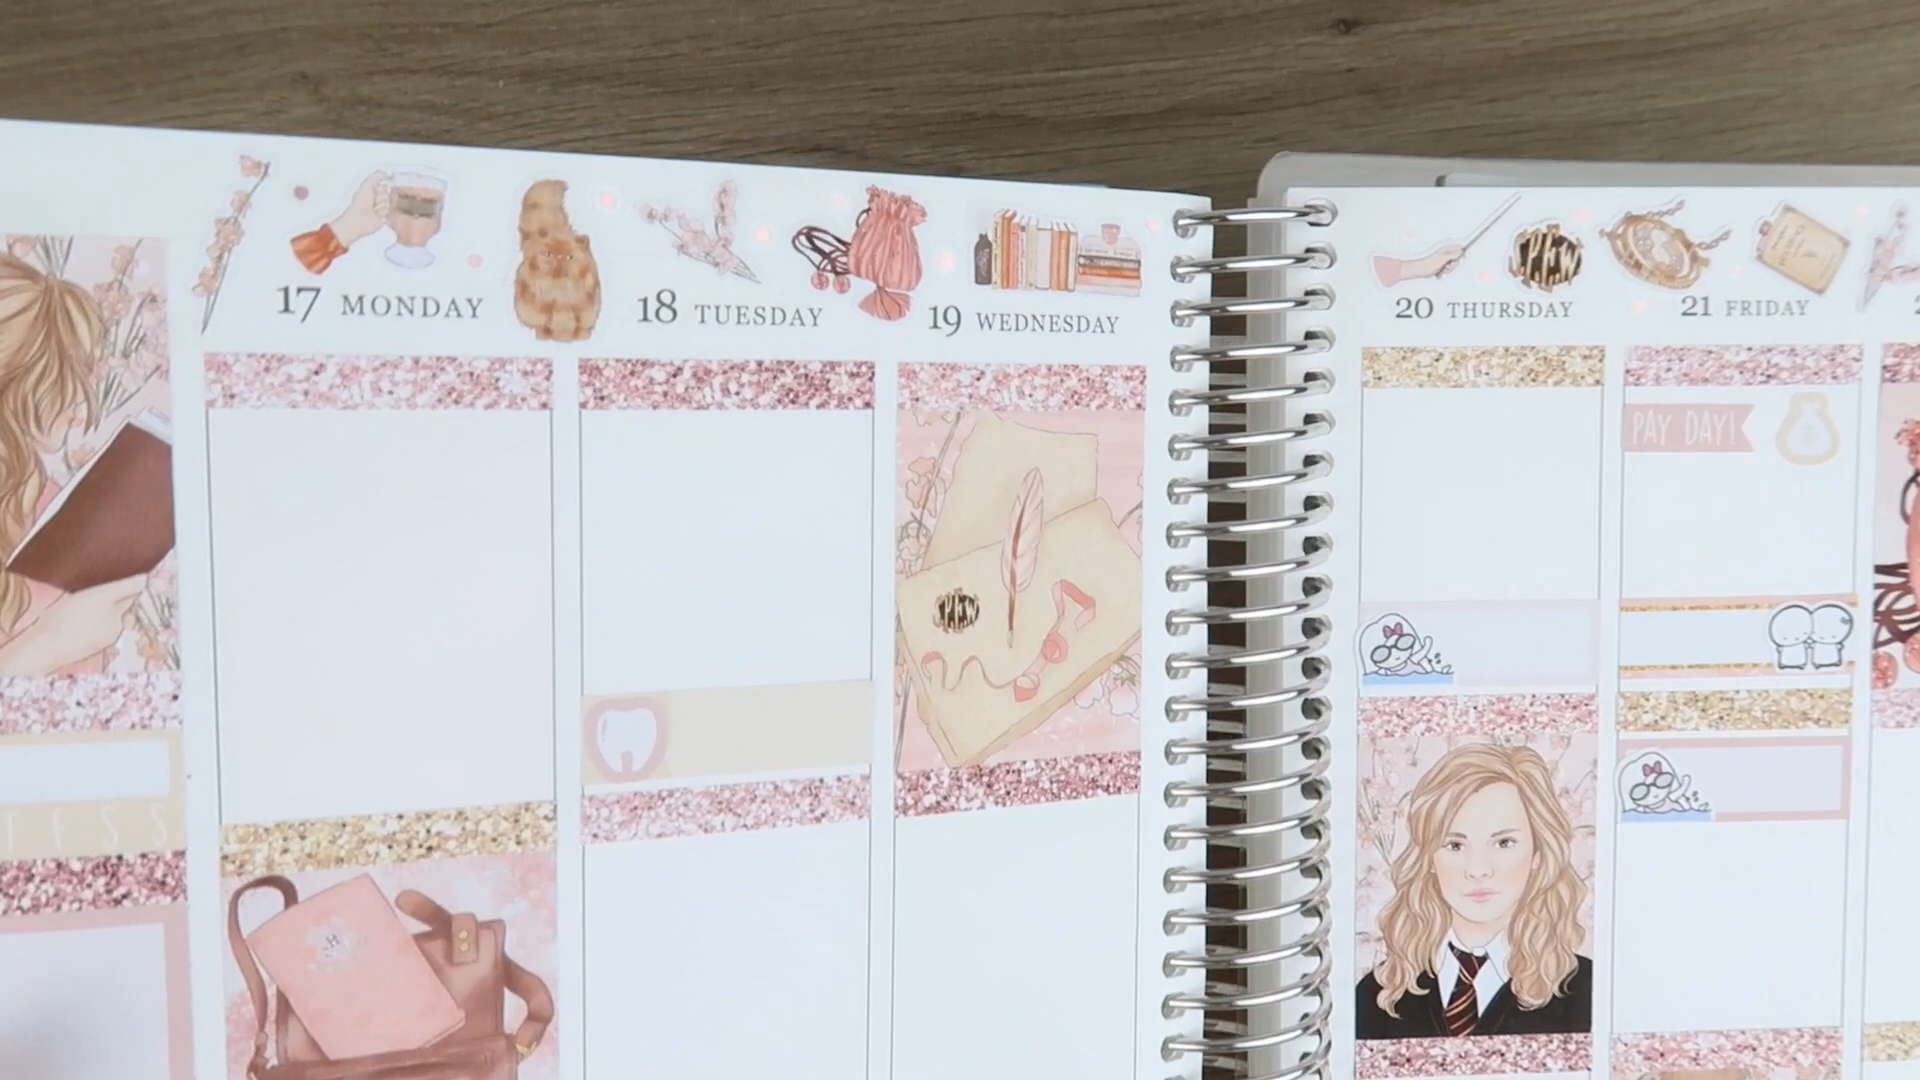 17 MONDAY
18 TUESDAY
19 WEDNESDAY
20 THURSDAY
21 FRIDAY
S.P.E.W
PAY DAY!
S.P.E.W
H